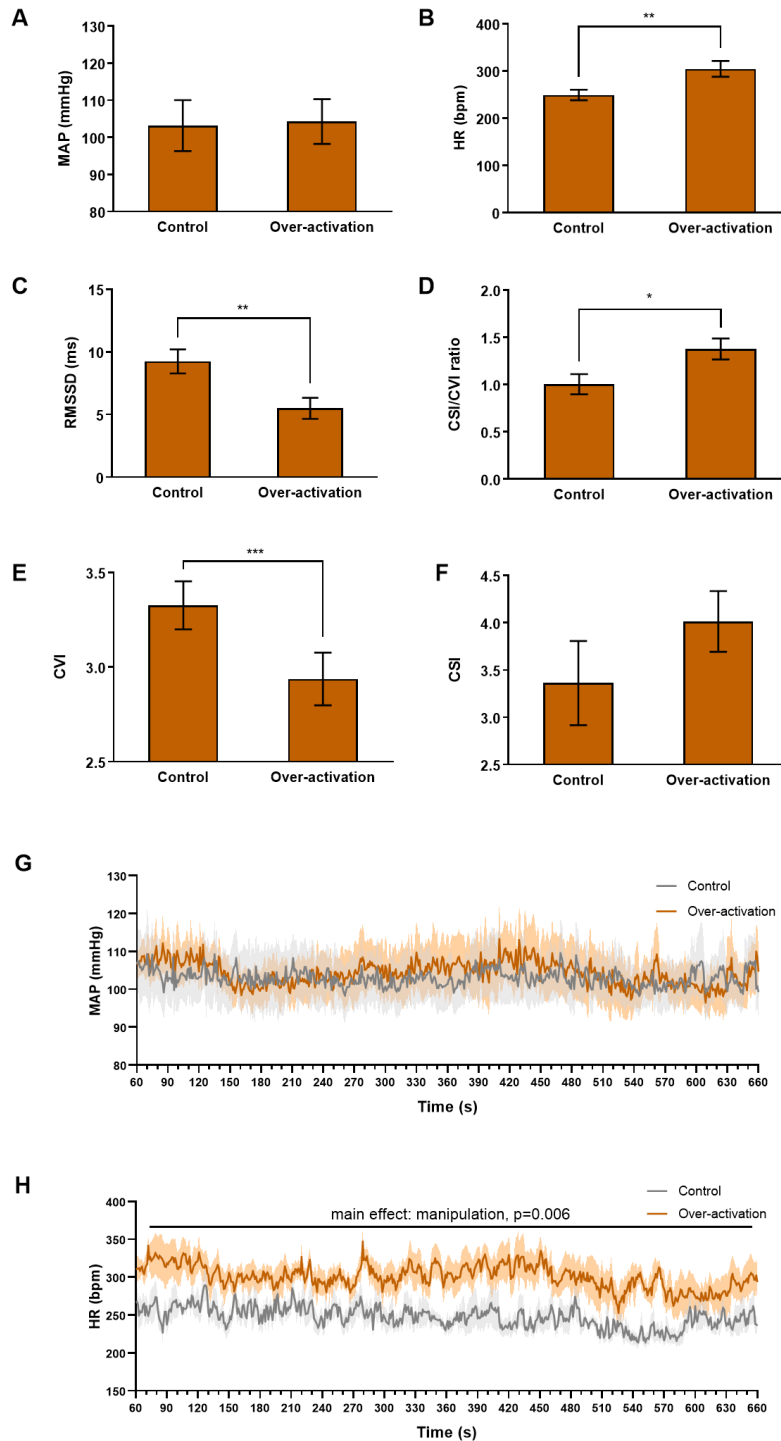 A
MAP (mmHg)
120
110
100
90
80
Control
Over-activation
B
**
HR (bpm)
400
300
200
100
0
Control
Over-activation
C
**
RMSSD (ms)
15
10
5
0
Control
Over-activation
D
*
CSI/CVI ratio
2.0
1.5
1.0
0.5
0.0
Control
Over-activation
E
***
CVI
3.5
3.0
2.5
Control
Over-activation
F
CSI
4.5
4.0
3.5
3.0
2.5
Control
Over-activation
G
Control
Over-activation
MAP (mmHg)
130
120
110
100
90
80
60 90 120 150 180 210 240 270 300 330 360 390 420 450 480 510 540 570 600 630 660
Time (s)
H
Control
Over-activation
main effect: manipulation, p=0.006
HR (bpm)
400
350
300
250
200
150
60 90 120 150 180 210 240 270 300 330 360 390 420 450 480 510 540 570 600 630 660
Time (s)